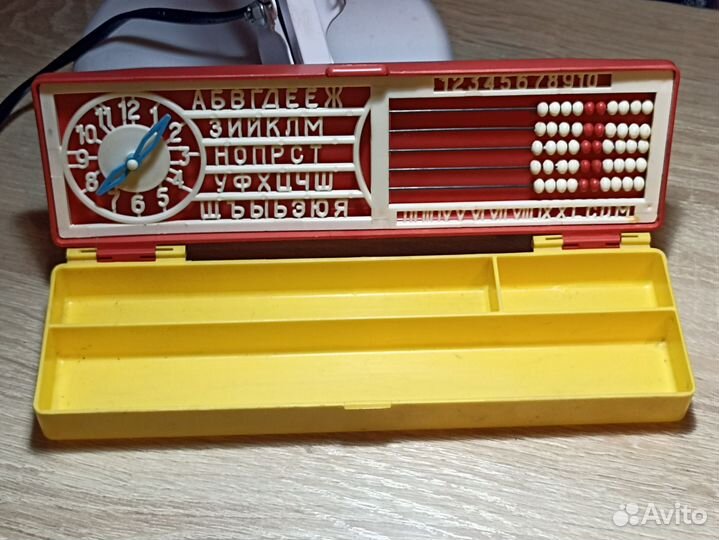 12
1
2
3
4
5
6
7
8
9
10
11
АБВГДЕЁЖ
ЗИЙКЛМ
НОПРСТ
УФХЦЧШ
ЩЪЫЬЭЮЯ
12345678910
Avito